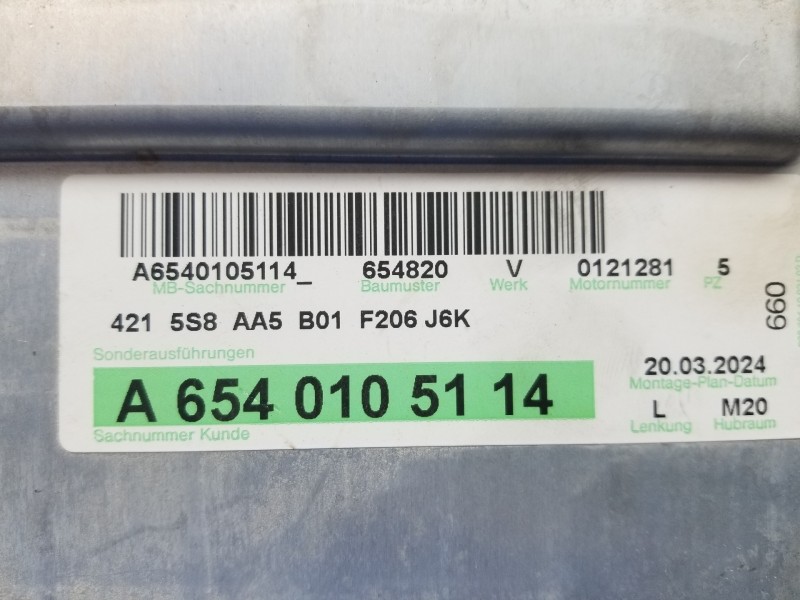 A6540105114_ 654820 V 0121281 5
MB-Sachnummer Baumuster Werk Motornummer PZ
421 5S8 AA5 B01 F206 J6K
660
Sonderausführungen
20.03.2024
Montage-Plan-Datum
A 654 010 51 14
L M20
Lenkung Hubraum
Sachnummer Kunde